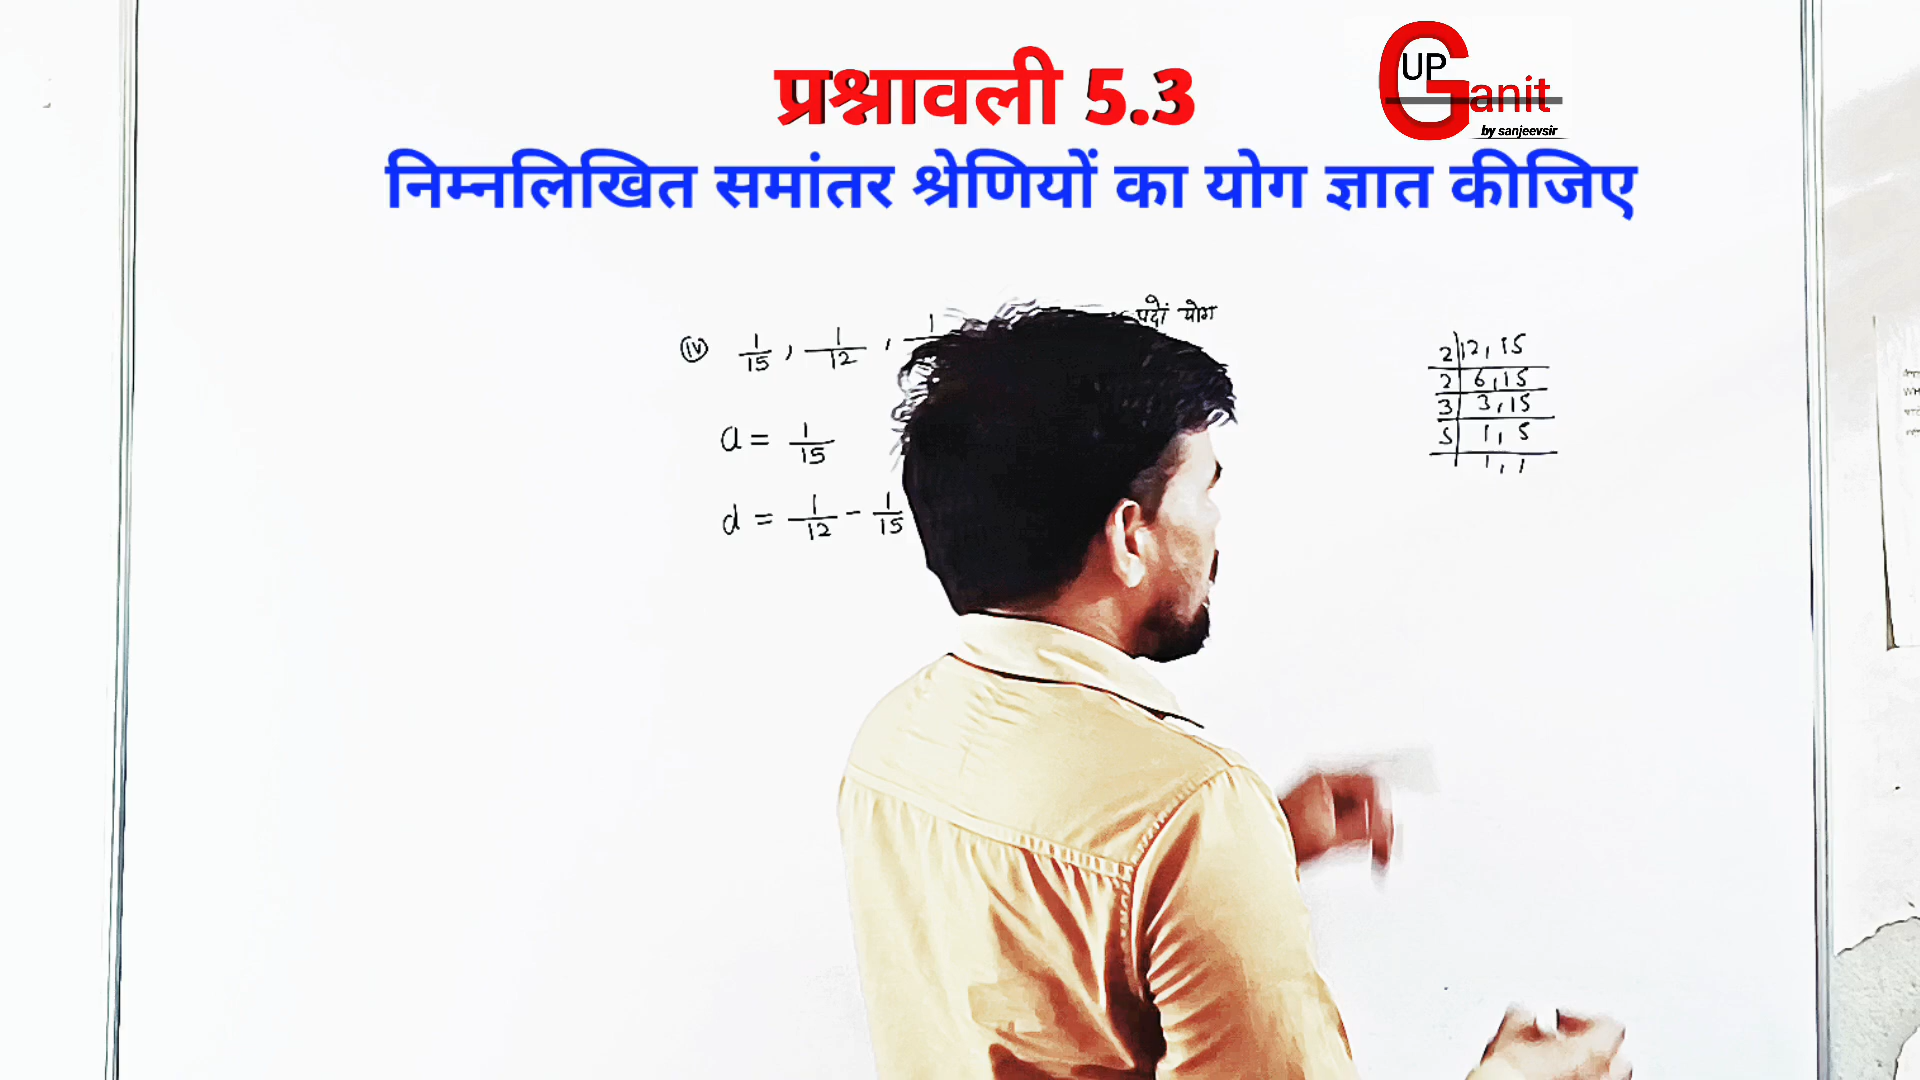 प्रश्नावली 5.3
UP Ganit
by sanjeevsir
निम्नलिखित समांतर श्रेणियों का योग ज्ञात कीजिए
(iv) 1/15 , 1/12 , 1 पदों योग
a = 1/15
d = 1/12 - 1/15
2 | 12, 15
2 | 6, 15
3 | 3, 15
5 | 1, 5
1, 1